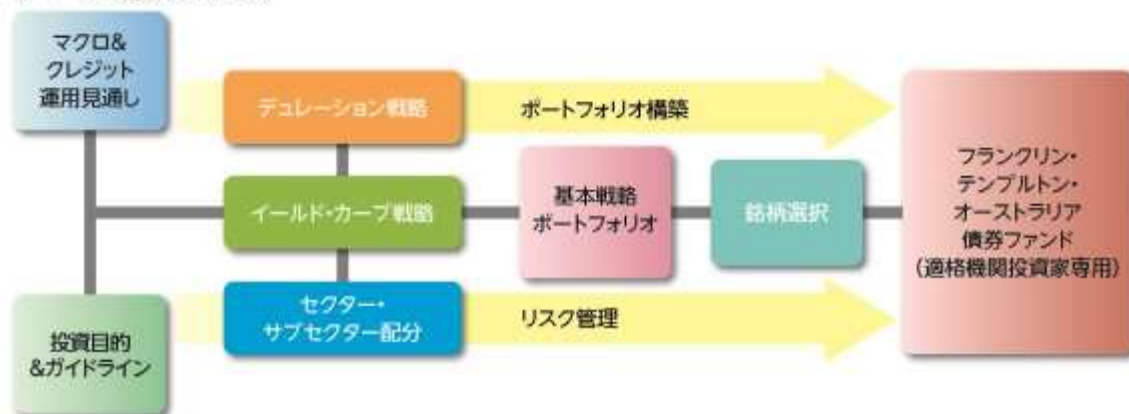 マクロ&
クレジット
運用見通し
デュレーション戦略
ポートフォリオ構築
イールド・カーブ戦略
基本戦略
ポートフォリオ
銘柄選択
フランクリン・
テンプルトン・
オーストラリア
債券ファンド
(適格機関投資家専用)
セクター・
サブセクター配分
リスク管理
投資目的
&ガイドライン